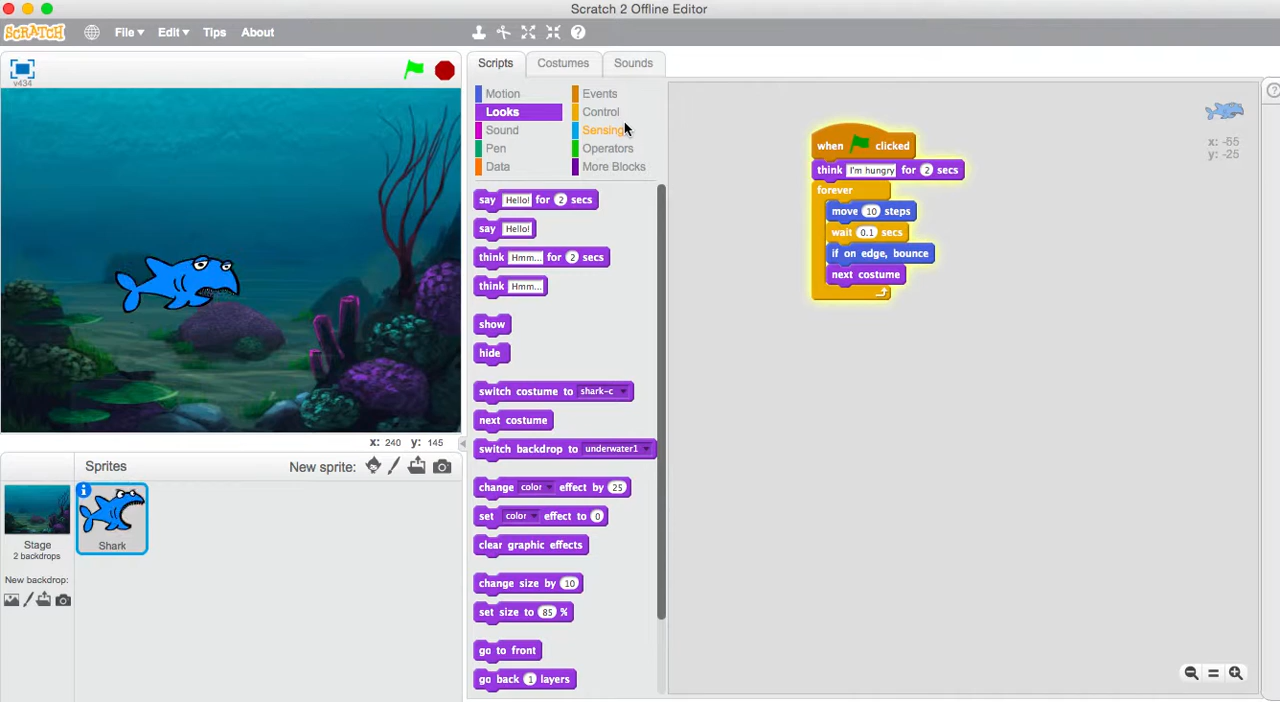 Scratch 2 Offline Editor
SCRATCH File Edit Tips About
v434
Scripts Costumes Sounds
Motion Events
Looks Control
Sound Sensing
Pen Operators
Data More Blocks
say Hello! for 2 secs
say Hello!
think Hmm... for 2 secs
think Hmm...
show
hide
switch costume to shark-c
next costume
switch backdrop to underwater1
change color effect by 25
set color effect to 0
clear graphic effects
change size by 10
set size to 85 %
go to front
go back 1 layers
when clicked
think I'm hungry for 2 secs
forever
move 10 steps
wait 0.1 secs
if on edge, bounce
next costume
x: -55
y: -25
x: 240 y: 145
Sprites New sprite:
Stage
2 backdrops
New backdrop:
Shark